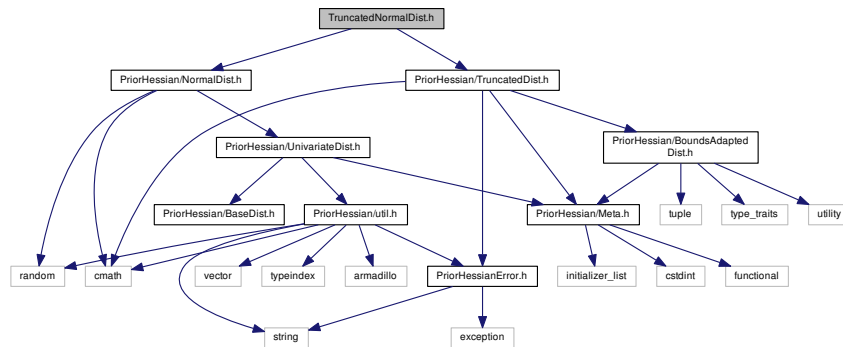 TruncatedNormalDist.h
PriorHessian/NormalDist.h
PriorHessian/TruncatedDist.h
PriorHessian/UnivariateDist.h
PriorHessian/BoundsAdapted
Dist.h
PriorHessian/BaseDist.h
PriorHessian/util.h
PriorHessian/Meta.h
tuple
type_traits
utility
random
cmath
vector
typeindex
armadillo
PriorHessianError.h
initializer_list
cstdint
functional
string
exception